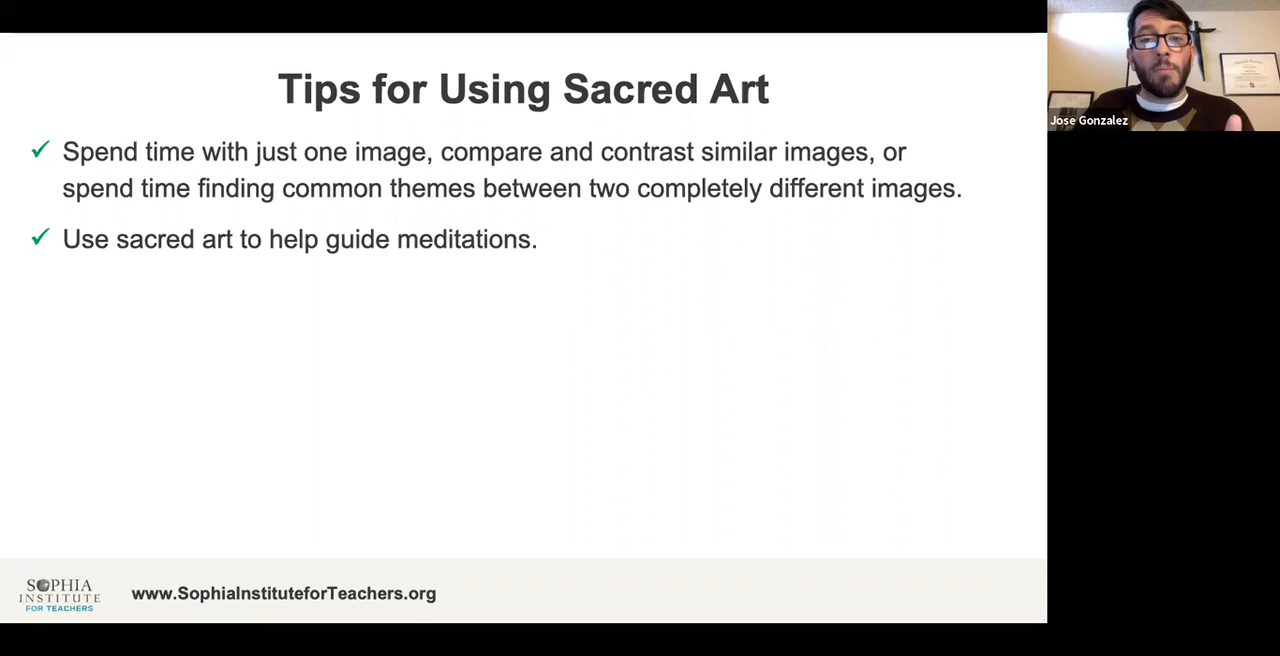 Tips for Using Sacred Art
✓ Spend time with just one image, compare and contrast similar images, or
spend time finding common themes between two completely different images.
✓ Use sacred art to help guide meditations.
Jose Gonzalez
SOPHIA
INSTITUTE
FOR TEACHERS
www.SophiaInstituteforTeachers.org